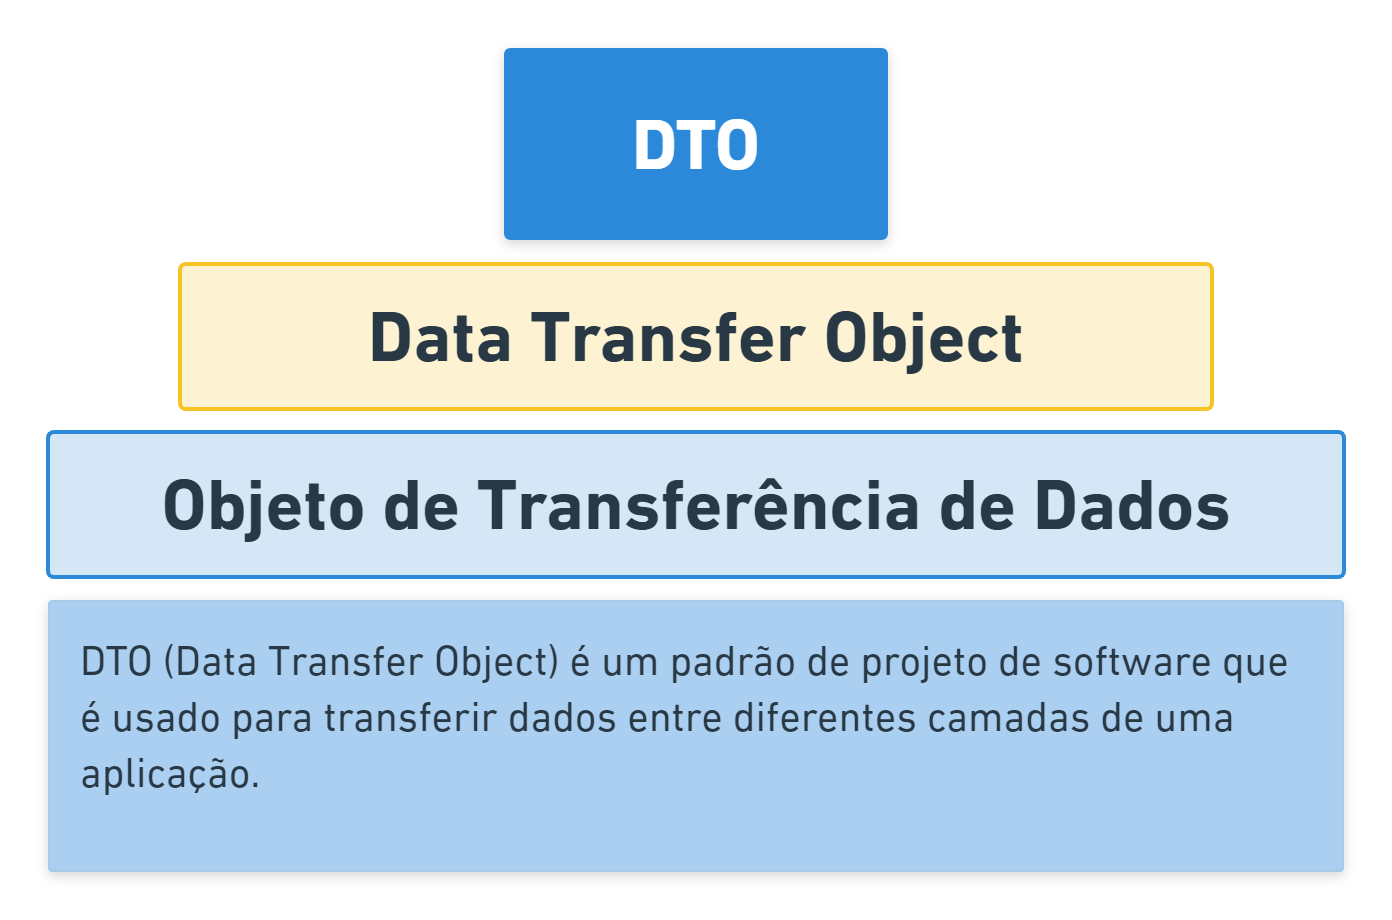 DTO
Data Transfer Object
Objeto de Transferência de Dados
DTO (Data Transfer Object) é um padrão de projeto de software que
é usado para transferir dados entre diferentes camadas de uma
aplicação.